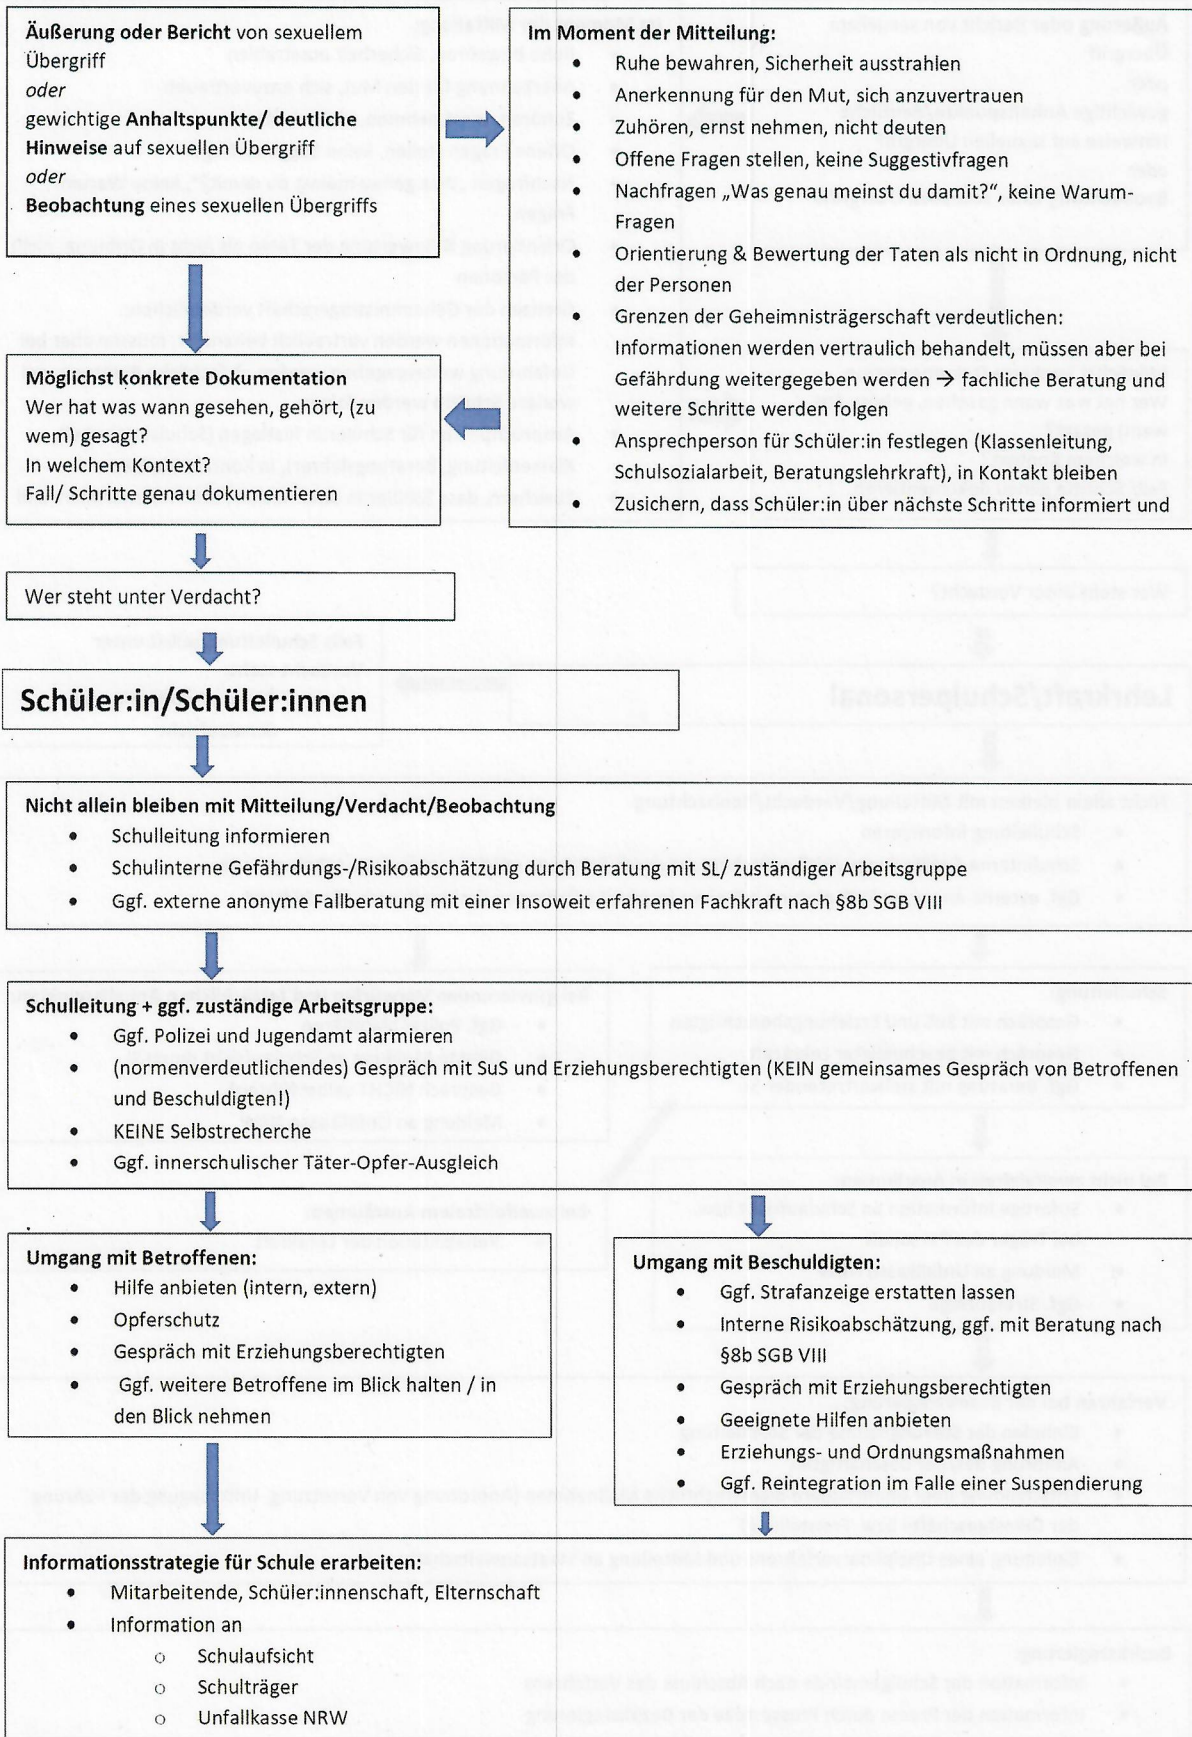 Äußerung oder Bericht von sexuellem
Übergriff
oder
gewichtige Anhaltspunkte/ deutliche
Hinweise auf sexuellen Übergriff
oder
Beobachtung eines sexuellen Übergriffs
Im Moment der Mitteilung:
• Ruhe bewahren, Sicherheit ausstrahlen
• Anerkennung für den Mut, sich anzuvertrauen
• Zuhören, ernst nehmen, nicht deuten
• Offene Fragen stellen, keine Suggestivfragen
• Nachfragen „Was genau meinst du damit?“, keine Warum-
Fragen
• Orientierung & Bewertung der Taten als nicht in Ordnung, nicht
der Personen
• Grenzen der Geheimnisträgerschaft verdeutlichen:
Informationen werden vertraulich behandelt, müssen aber bei
Gefährdung weitergegeben werden → fachliche Beratung und
weitere Schritte werden folgen
• Ansprechperson für Schüler:in festlegen (Klassenleitung,
Schulsozialarbeit, Beratungslehrkraft), in Kontakt bleiben
• Zusichern, dass Schüler:in über nächste Schritte informiert und
Möglichst konkrete Dokumentation
Wer hat was wann gesehen, gehört, (zu
wem) gesagt?
In welchem Kontext?
Fall/ Schritte genau dokumentieren
Wer steht unter Verdacht?
Schüler:in/Schüler:innen
Nicht allein bleiben mit Mitteilung/Verdacht/Beobachtung
• Schulleitung informieren
• Schulinterne Gefährdungs-/Risikoabschätzung durch Beratung mit SL/ zuständiger Arbeitsgruppe
• Ggf. externe anonyme Fallberatung mit einer Insoweit erfahrenen Fachkraft nach §8b SGB VIII
Schulleitung + ggf. zuständige Arbeitsgruppe:
• Ggf. Polizei und Jugendamt alarmieren
• (normenverdeutlichendes) Gespräch mit SuS und Erziehungsberechtigten (KEIN gemeinsames Gespräch von Betroffenen
und Beschuldigten!)
• KEINE Selbstrecherche
• Ggf. innerschulischer Täter-Opfer-Ausgleich
Umgang mit Betroffenen:
• Hilfe anbieten (intern, extern)
• Opferschutz
• Gespräch mit Erziehungsberechtigten
• Ggf. weitere Betroffene im Blick halten / in
den Blick nehmen
Umgang mit Beschuldigten:
• Ggf. Strafanzeige erstatten lassen
• Interne Risikoabschätzung, ggf. mit Beratung nach
§8b SGB VIII
• Gespräch mit Erziehungsberechtigten
• Geeignete Hilfen anbieten
• Erziehungs- und Ordnungsmaßnahmen
• Ggf. Reintegration im Falle einer Suspendierung
Informationsstrategie für Schule erarbeiten:
• Mitarbeitende, Schüler:innenschaft, Elternschaft
• Information an
o Schulaufsicht
o Schulträger
o Unfallkasse NRW